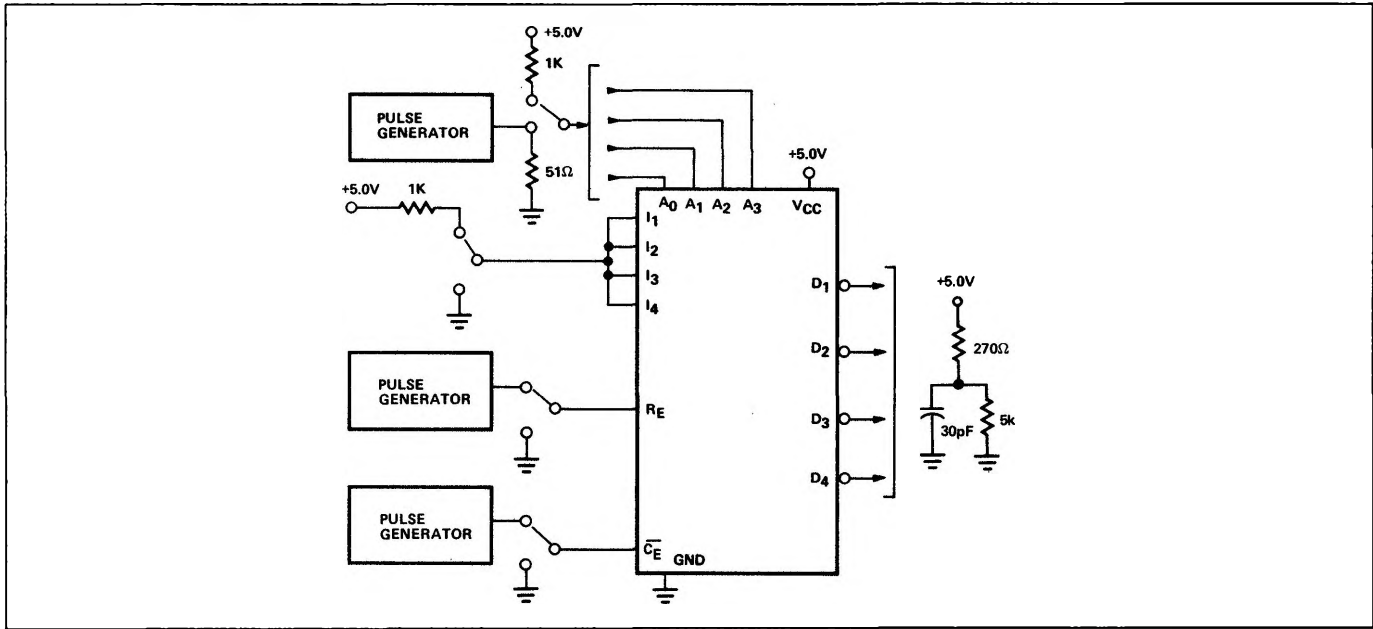 +5.0V
1K
PULSE
GENERATOR
51Ω
+5.0V
+5.0V
1K
A0 A1 A2 A3 VCC
I1
I2
I3
I4
D1
+5.0V
D2
270Ω
PULSE
GENERATOR
RE
D3
30pF
5k
D4
PULSE
GENERATOR
CE
GND